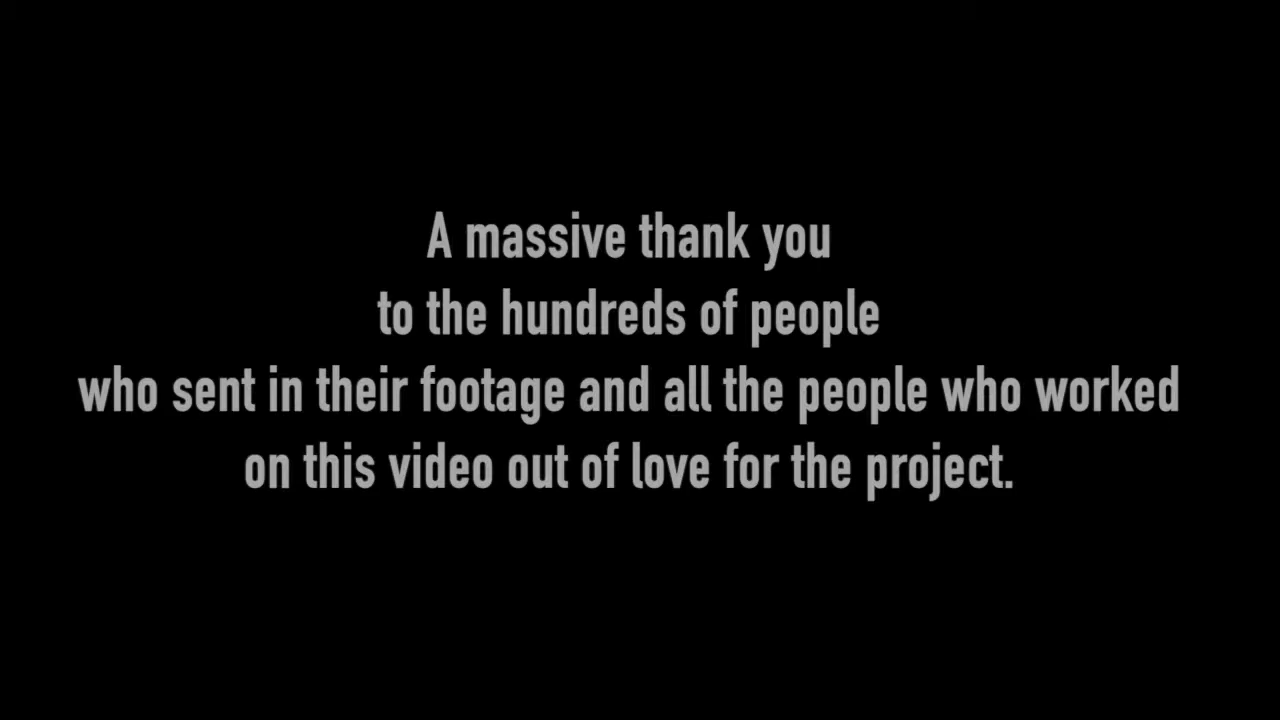 A massive thank you
to the hundreds of people
who sent in their footage and all the people who worked
on this video out of love for the project.